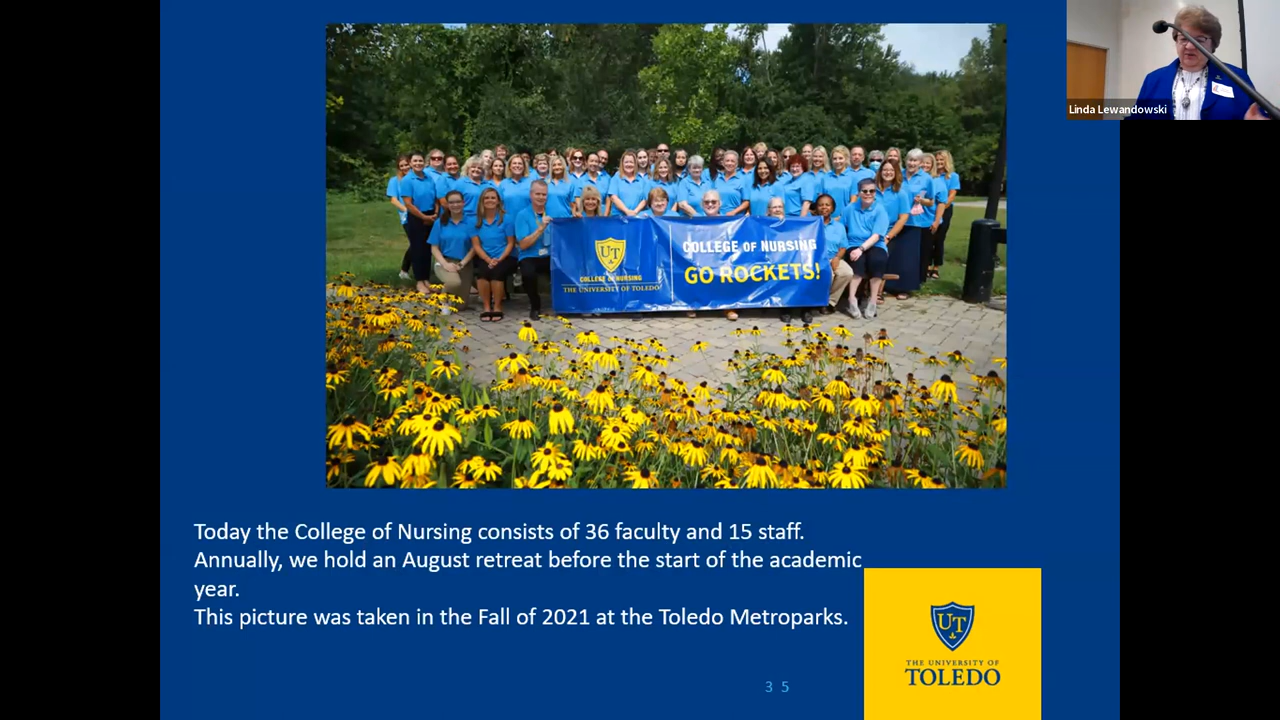 Linda Lewandowski
UT
COLLEGE OF NURSING
THE UNIVERSITY OF TOLEDO
COLLEGE OF NURSING
GO ROCKETS!
Today the College of Nursing consists of 36 faculty and 15 staff.
Annually, we hold an August retreat before the start of the academic
year.
This picture was taken in the Fall of 2021 at the Toledo Metroparks.
UT
THE UNIVERSITY OF
TOLEDO
3 5